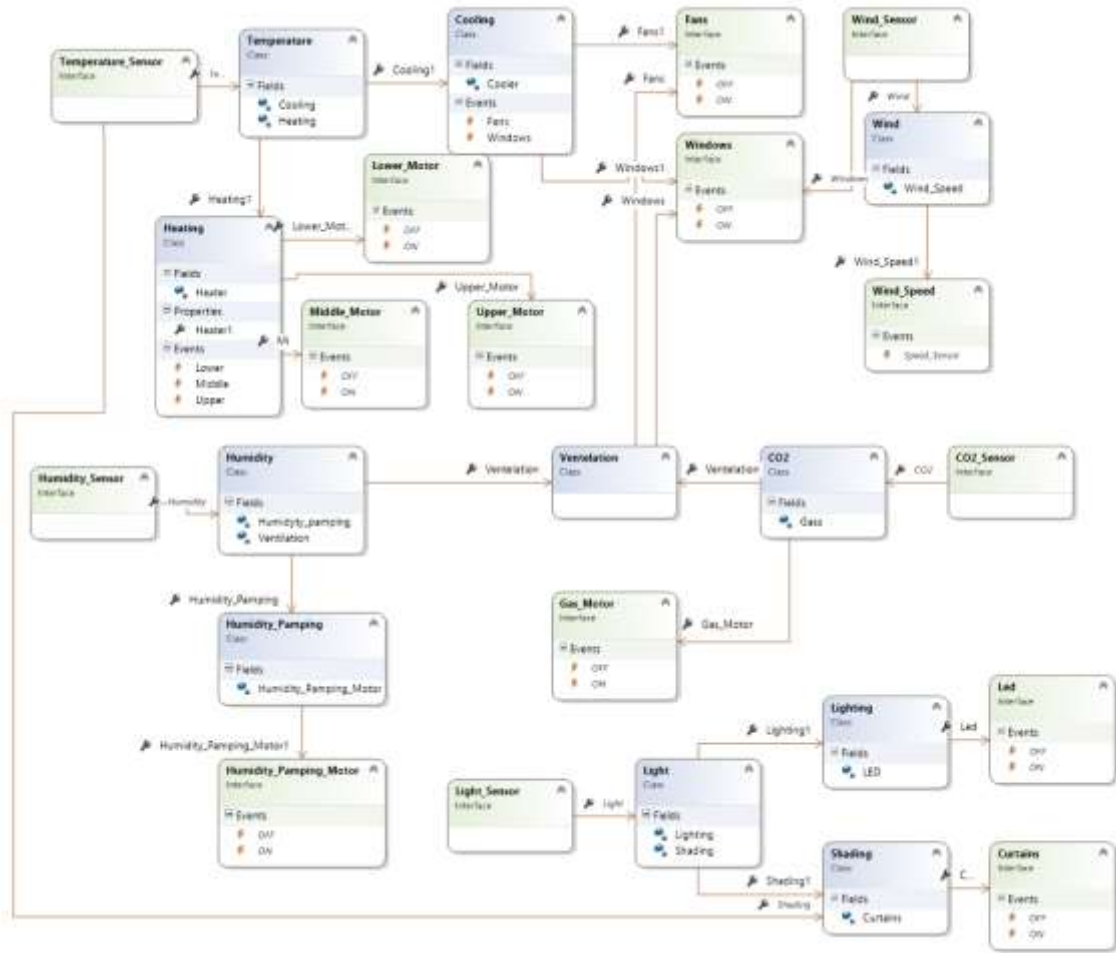 Temperature_Sensor
Interface
Temperature
Class
Fields
Cooling
Heating
Cooling1
Cooling
Class
Fields
Cooler
Events
Fans
Windows
Fans1
Fans
Fans
Interface
Events
OFF
ON
Wind_Sensor
Interface
Wind
Wind
Class
Fields
Wind_Speed
Windows1
Windows
Windows
Windows
Interface
Events
OFF
ON
Wind_Speed1
Wind_Speed
Interface
Events
Speed_Sensor
Heating1
Heating
Class
Fields
Heater
Properties
Heater1
Events
Lower
Middle
Upper
Lower_Mot...
Lower_Motor
Interface
Events
OFF
ON
Mi
Middle_Motor
Interface
Events
OFF
ON
Upper_Motor
Upper_Motor
Interface
Events
OFF
ON
Humidity_Sensor
Interface
Humidity
Humidity
Class
Fields
Humidyty_pamping
Ventilation
Ventelation
Ventelation
Class
Ventelation
CO2
Class
Fields
Gass
CO2
CO2_Sensor
Interface
Humidity_Pamping
Humidity_Pamping
Class
Fields
Humidity_Pamping_Motor
Humidity_Pamping_Motor1
Humidity_Pamping_Motor
Interface
Events
OFF
ON
Gas_Motor
Interface
Events
OFF
ON
Gas_Motor
Light_Sensor
Interface
Light
Light
Class
Fields
Lighting
Shading
Lighting1
Lighting
Class
Fields
LED
Led
Led
Interface
Events
OFF
ON
Shading1
Shading
Shading
Class
Fields
Curtains
C...
Curtains
Interface
Events
OFF
ON